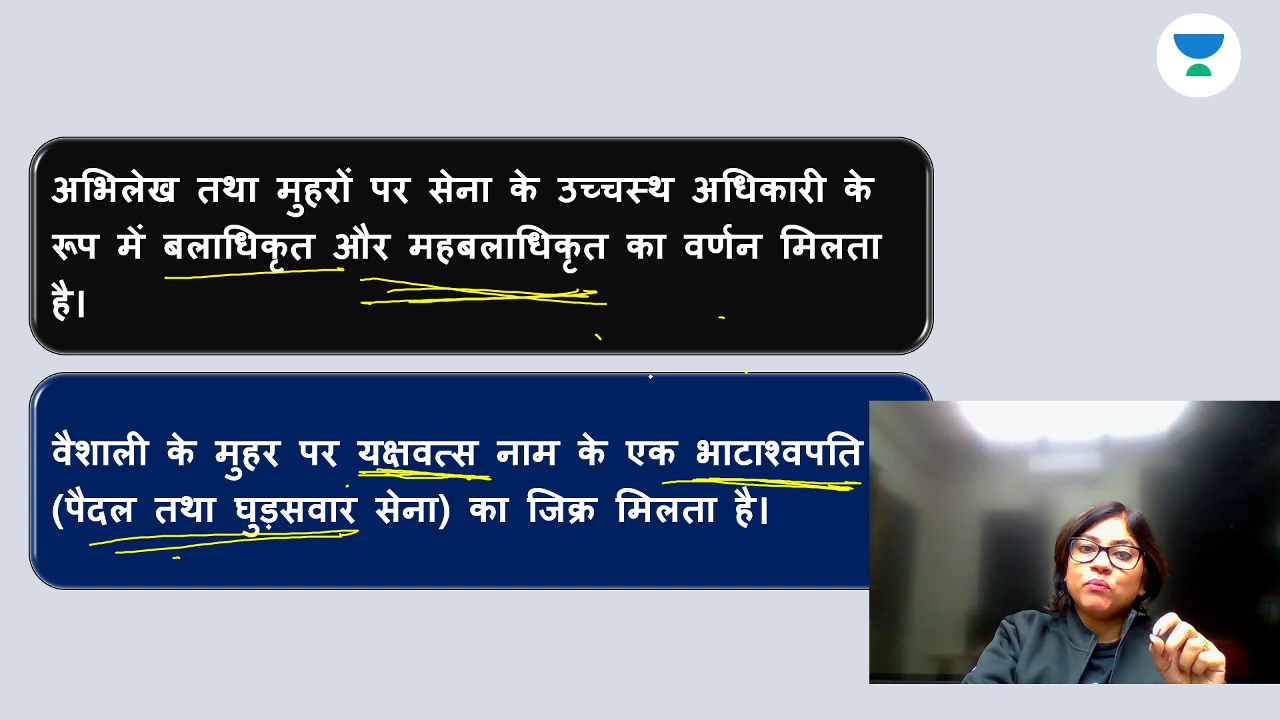 अभिलेख तथा मुहरों पर सेना के उच्चस्थ अधिकारी के
रूप में बलाधिकृत और महबलाधिकृत का वर्णन मिलता
है।
वैशाली के मुहर पर यक्षवत्स नाम के एक भाटाश्वपति
(पैदल तथा घुड़सवार सेना) का जिक्र मिलता है।